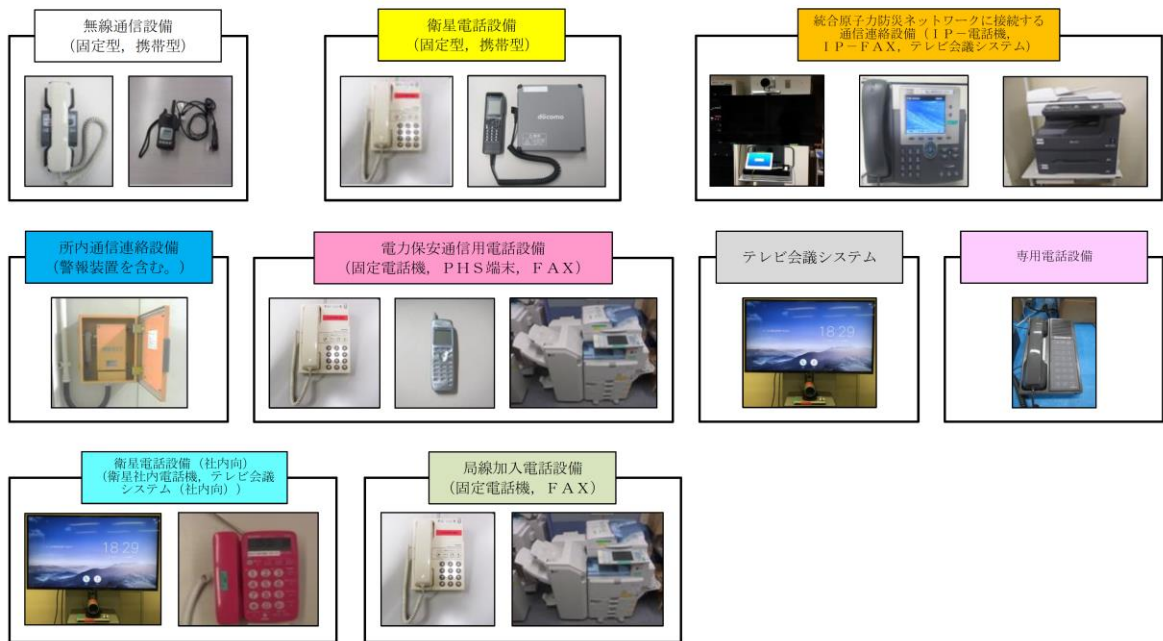 無線通信設備
(固定型,携帯型)
衛星電話設備
(固定型,携帯型)
統合原子力防災ネットワークに接続する
通信連絡設備(IP-電話機,
IP-FAX,テレビ会議システム)
döcomo
所内通信連絡設備
(警報装置を含む。)
電力保安通信用電話設備
(固定電話機,PHS端末,FAX)
テレビ会議システム
18:29
専用電話設備
衛星電話設備(社内向)
(衛星社内電話機,テレビ会議
システム(社内向))
18:29
局線加入電話設備
(固定電話機,FAX)